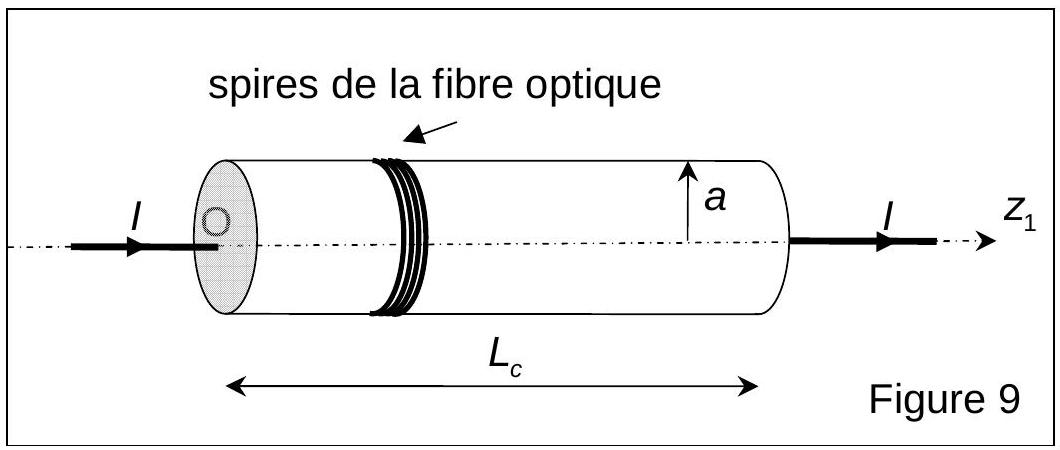 spires de la fibre optique
a
I
O
I
z1
Lc
Figure 9